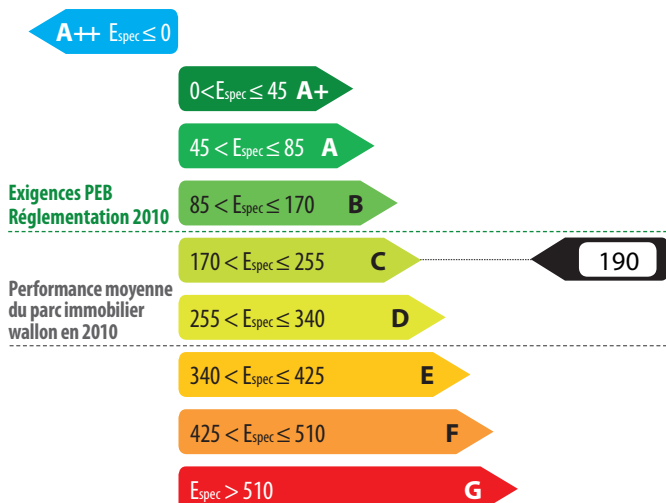 A++ Espec ≤ 0
0<Espec ≤ 45 A+
45 < Espec ≤ 85 A
Exigences PEB
Réglementation 2010
85 < Espec ≤ 170 B
170 < Espec ≤ 255 C
190
Performance moyenne
du parc immobilier
wallon en 2010
255 < Espec ≤ 340 D
340 < Espec ≤ 425 E
425 < Espec ≤ 510 F
Espec > 510 G